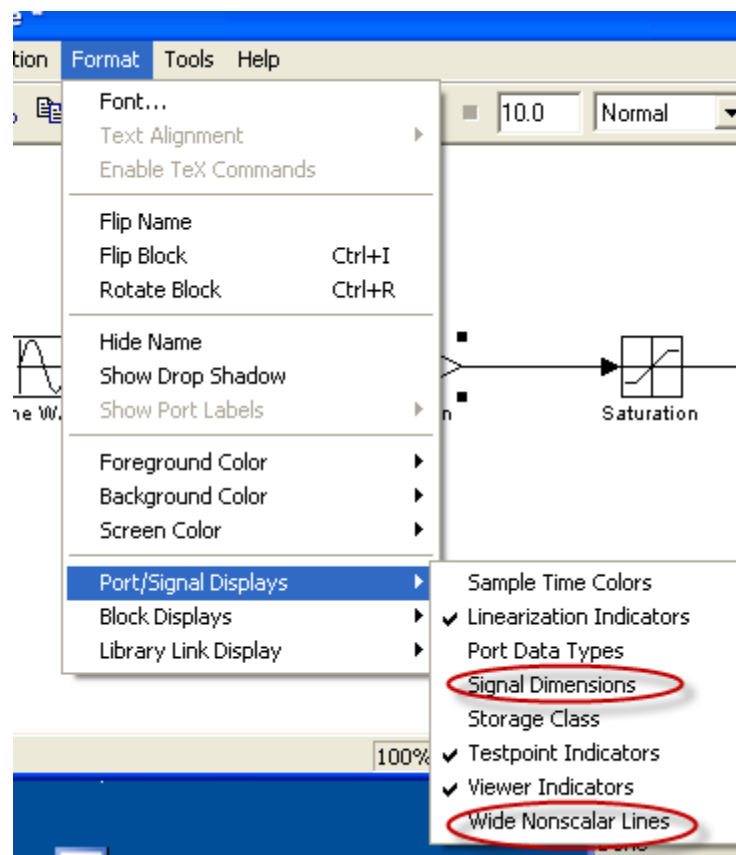 Format Tools Help
10.0 Normal
Font...
Text Alignment
Enable TeX Commands
Flip Name
Flip Block Ctrl+I
Rotate Block Ctrl+R
Hide Name
Show Drop Shadow
Show Port Labels
Saturation
Foreground Color
Background Color
Screen Color
Port/Signal Displays
Block Displays
Library Link Display
Sample Time Colors
Linearization Indicators
Port Data Types
Signal Dimensions
Storage Class
Testpoint Indicators
Viewer Indicators
Wide Nonscalar Lines
100%